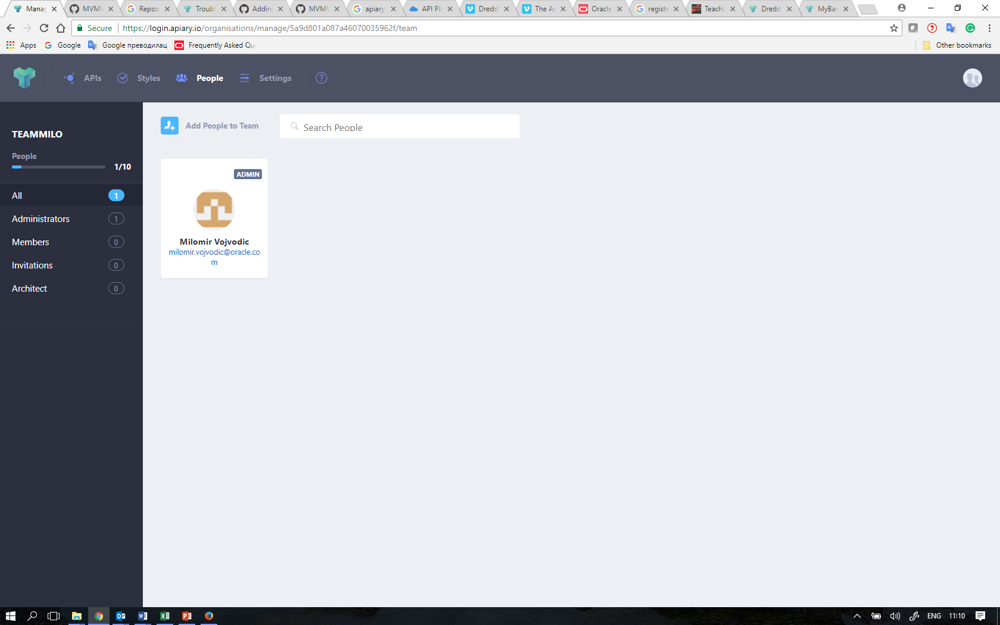 Manag
MVMV
Repos
Troubl
Adding
MVMV
apiary
API Pla
Dredd
The Ap
Oracle
registe
Teachi
Dredd
MyBan
Secure
https://login.apiary.io/organisations/manage/5a9d801a087a46070035962f/team
Apps
Google
Google преводилац
Frequently Asked Qu
Other bookmarks
APIs
Styles
People
Settings
?
TEAMMILO
People
1/10
All 1
Administrators 1
Members 0
Invitations 0
Architect 0
Add People to Team
Search People
ADMIN
Milomir Vojvodic
milomir.vojvodic@oracle.co
m
ENG
11:10